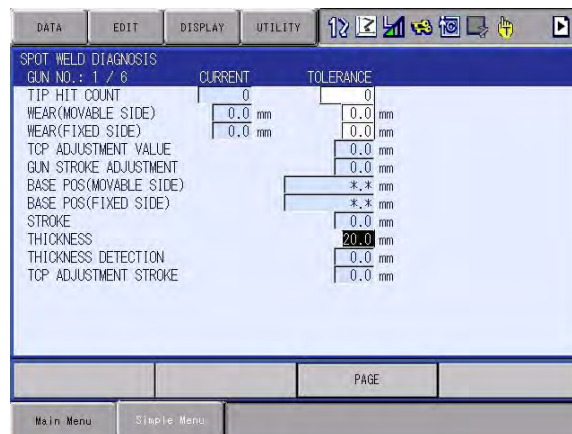 DATA EDIT DISPLAY UTILITY
SPOT WELD DIAGNOSIS
GUN NO.: 1 / 6 CURRENT TOLERANCE
TIP HIT COUNT 0 0
WEAR(MOVABLE SIDE) 0.0 mm 0.0 mm
WEAR(FIXED SIDE) 0.0 mm 0.0 mm
TCP ADJUSTMENT VALUE 0.0 mm
GUN STROKE ADJUSTMENT 0.0 mm
BASE POS(MOVABLE SIDE) *.* mm
BASE POS(FIXED SIDE) *.* mm
STROKE 0.0 mm
THICKNESS 20.0 mm
THICKNESS DETECTION 0.0 mm
TCP ADJUSTMENT STROKE 0.0 mm
PAGE
Main Menu Simple Menu